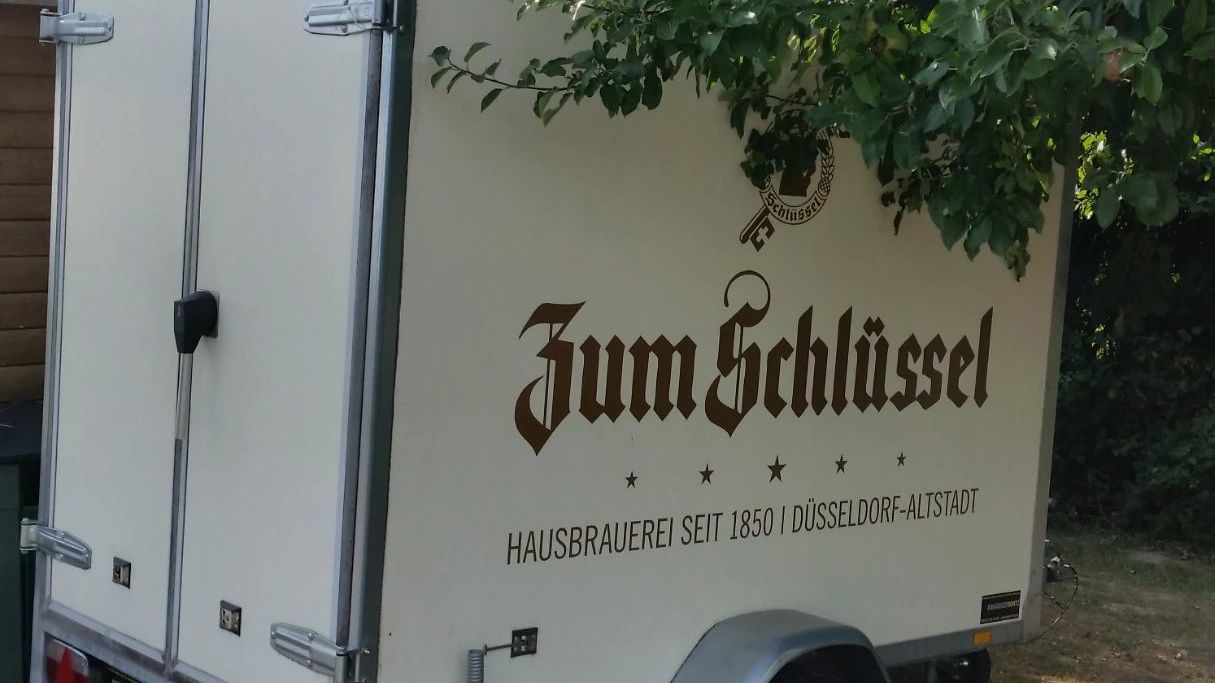 Schlüssel
Zum Schlüssel
HAUSBRAUEREI SEIT 1850 | DÜSSELDORF-ALTSTADT